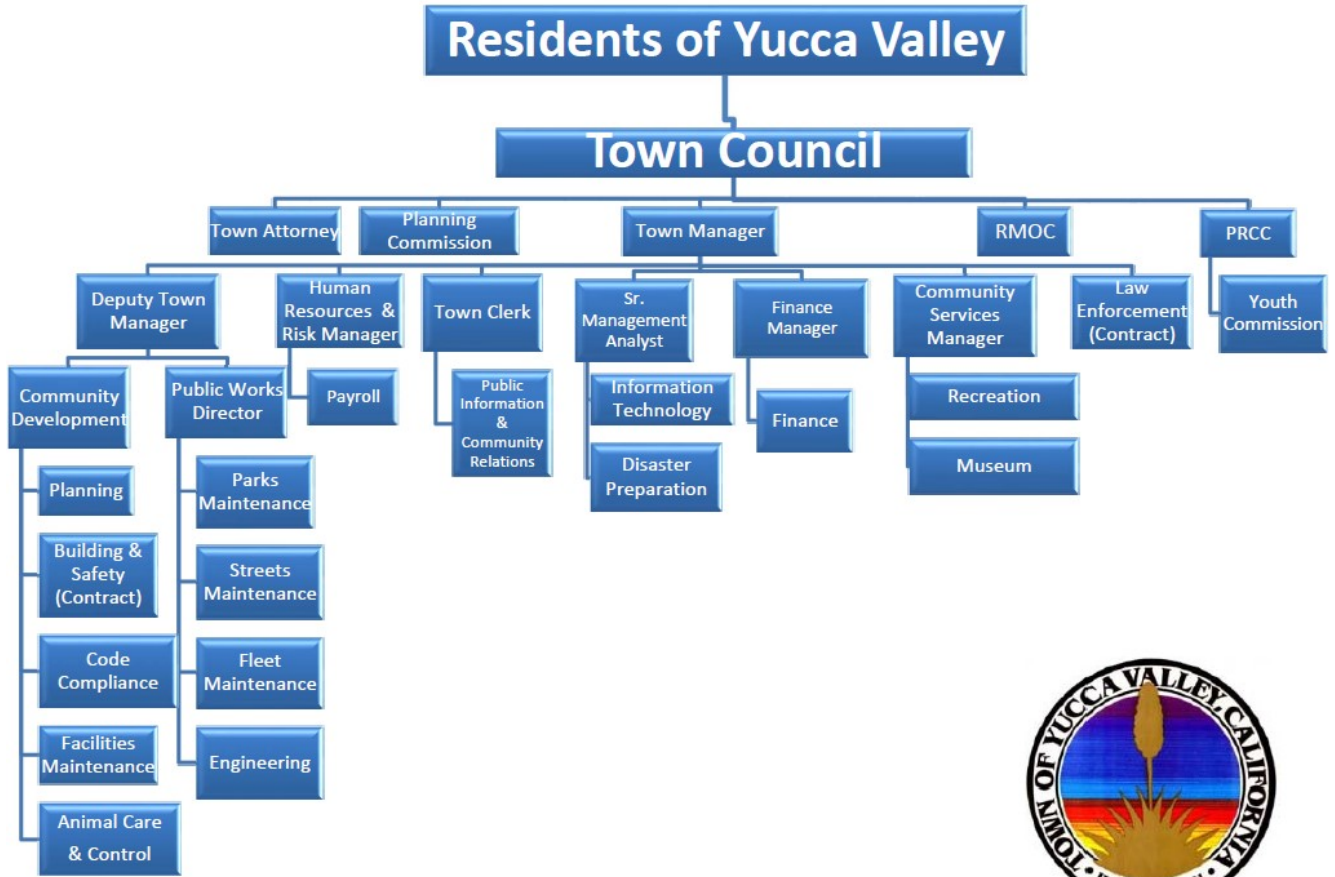 Residents of Yucca Valley
Town Council
Town Attorney
Planning
Commission
Town Manager
RMOC
PRCC
Deputy Town
Manager
Human
Resources &
Risk Manager
Town Clerk
Sr.
Management
Analyst
Finance
Manager
Community
Services
Manager
Law
Enforcement
(Contract)
Youth
Commission
Community
Development
Public Works
Director
Payroll
Public
Information
&
Community
Relations
Information
Technology
Disaster
Preparation
Finance
Recreation
Museum
Planning
Building &
Safety
(Contract)
Code
Compliance
Facilities
Maintenance
Animal Care
& Control
Parks
Maintenance
Streets
Maintenance
Fleet
Maintenance
Engineering
TOWN OF YUCCA VALLEY, CALIFORNIA